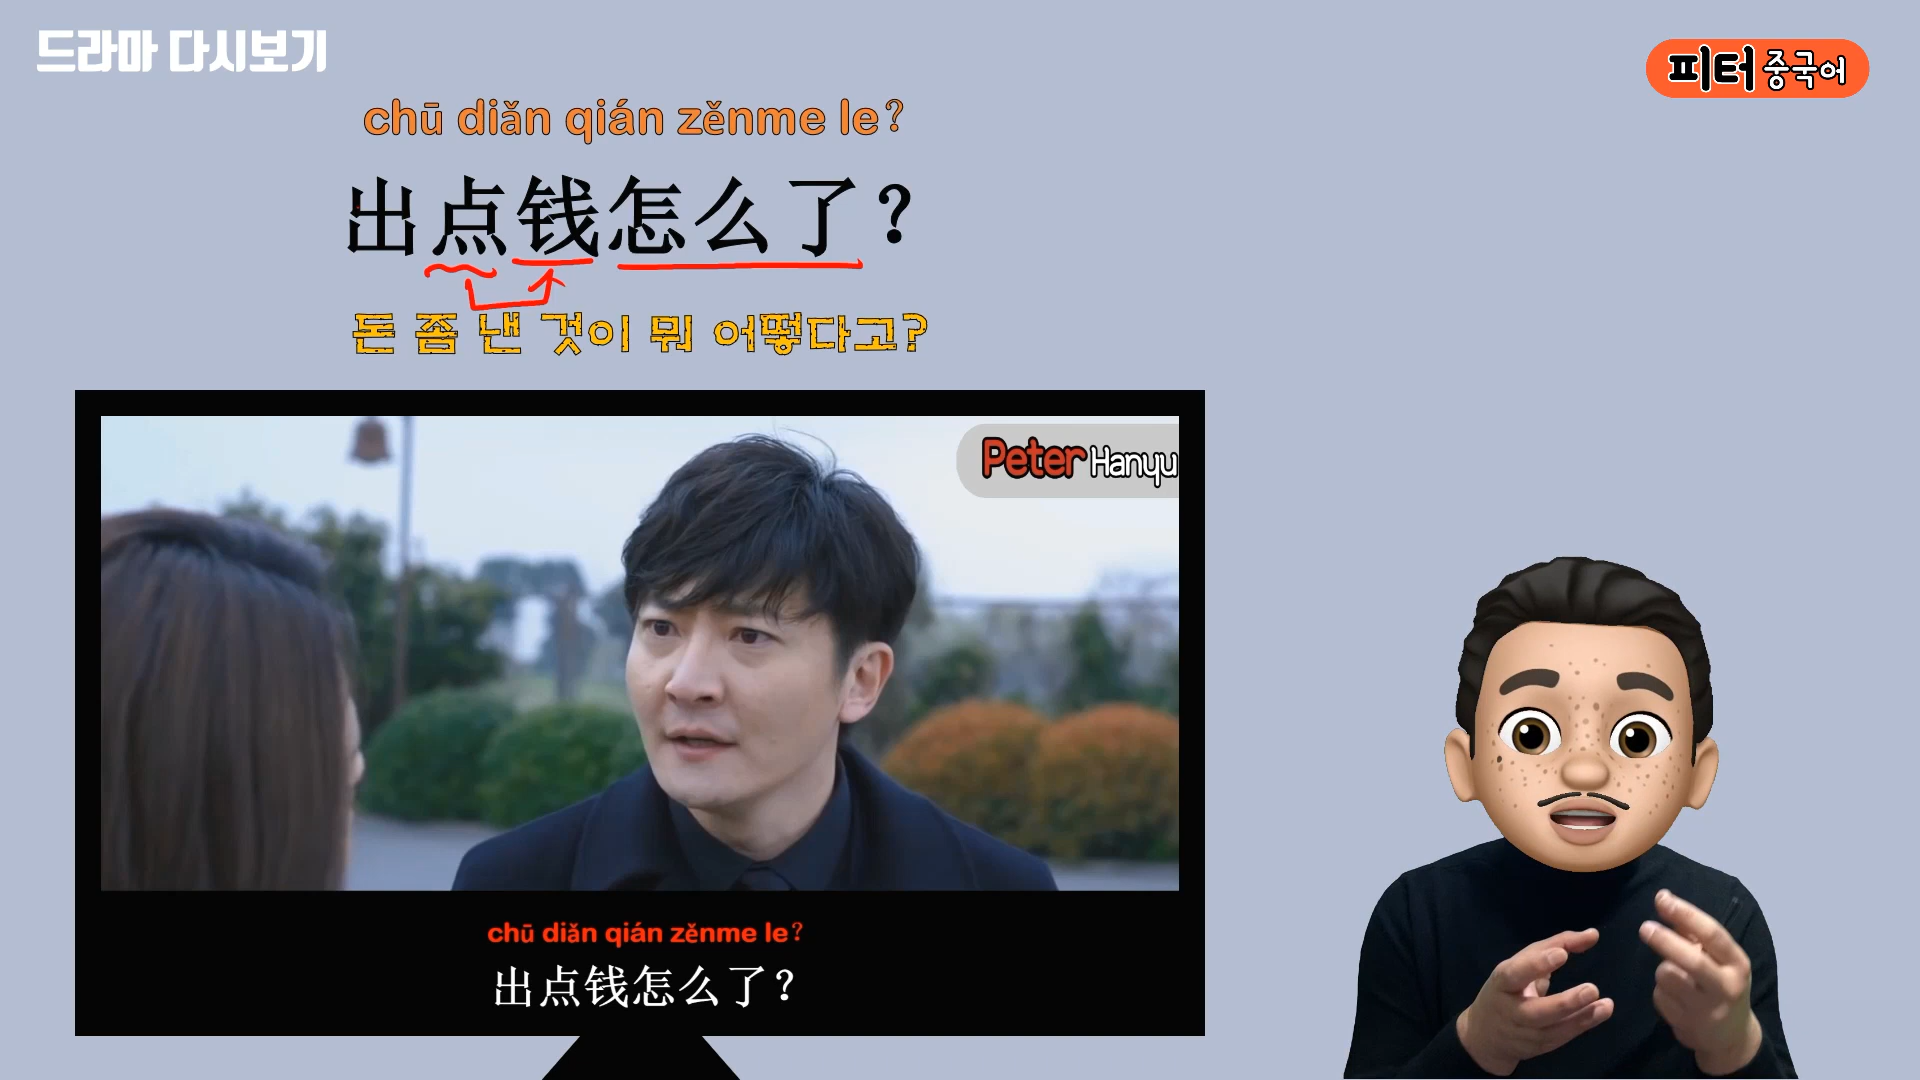 드라마 다시보기
피터 중국어
chū diǎn qián zěnme le?
出点钱怎么了?
돈 좀 낸 것이 뭐 어떻다고?
Peter Hanyu
chū diǎn qián zěnme le?
出点钱怎么了?